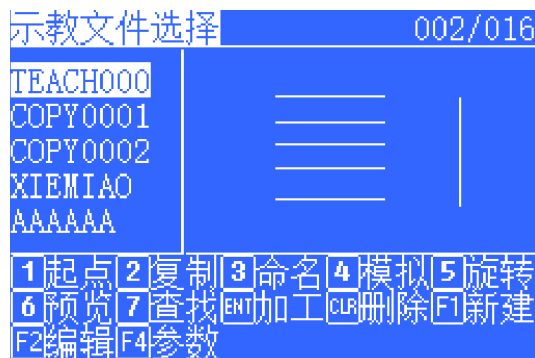 示教文件选择 002/016
TEACH000
COPY0001
COPY0002
XIEMIAO
AAAAAA
1起点2复制3命名4模拟5旋转
6预览7查找ENT加工CLR删除F1新建
F2编辑F4参数